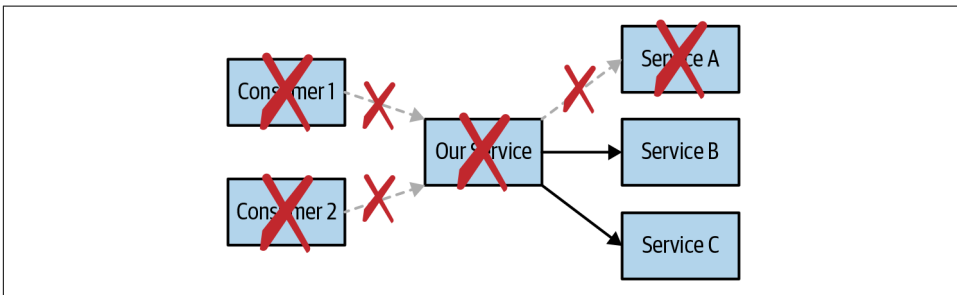 Consumer 1
Service A
Our Service
Service B
Consumer 2
Service C